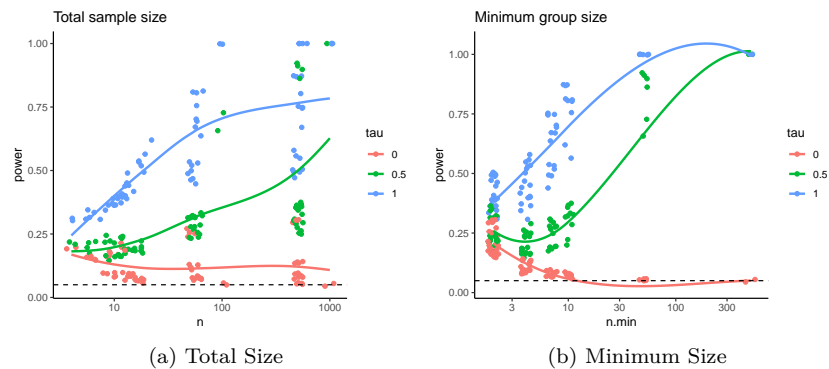 Total sample size
1.00
0.75
0.50
0.25
0.00
power
10
100
1000
n
tau
0
0.5
1
(a) Total Size
Minimum group size
1.00
0.75
0.50
0.25
0.00
power
3
10
30
100
300
n.min
tau
0
0.5
1
(b) Minimum Size